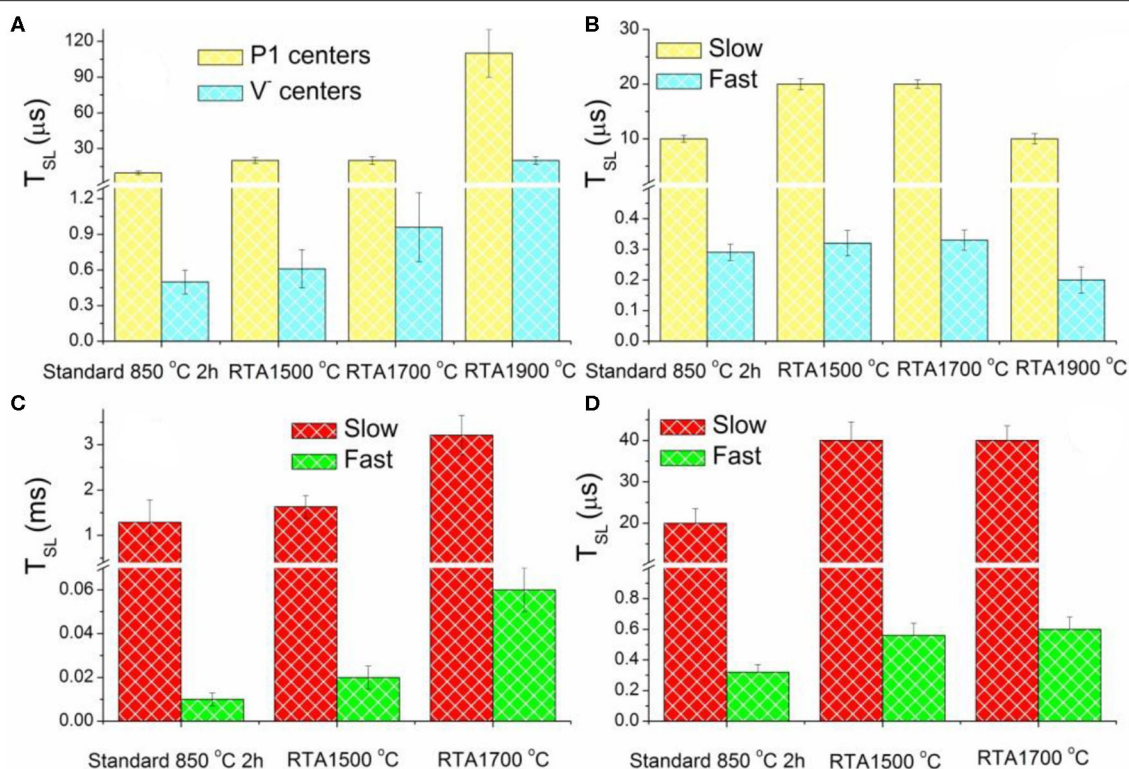 A
T_SL (μs)
120
90
60
30
1.2
0.9
0.6
0.3
0.0
P1 centers
V⁻ centers
Standard 850 °C 2h
RTA1500 °C
RTA1700 °C
RTA1900 °C
B
T_SL (μs)
30
20
10
0.4
0.3
0.2
0.1
0.0
Slow
Fast
Standard 850 °C 2h
RTA1500 °C
RTA1700 °C
RTA1900 °C
C
T_SL (ms)
3
2
1
0.06
0.04
0.02
0.00
Slow
Fast
Standard 850 °C 2h
RTA1500 °C
RTA1700 °C
D
T_SL (μs)
40
20
0.8
0.6
0.4
0.2
0.0
Slow
Fast
Standard 850 °C 2h
RTA1500 °C
RTA1700 °C